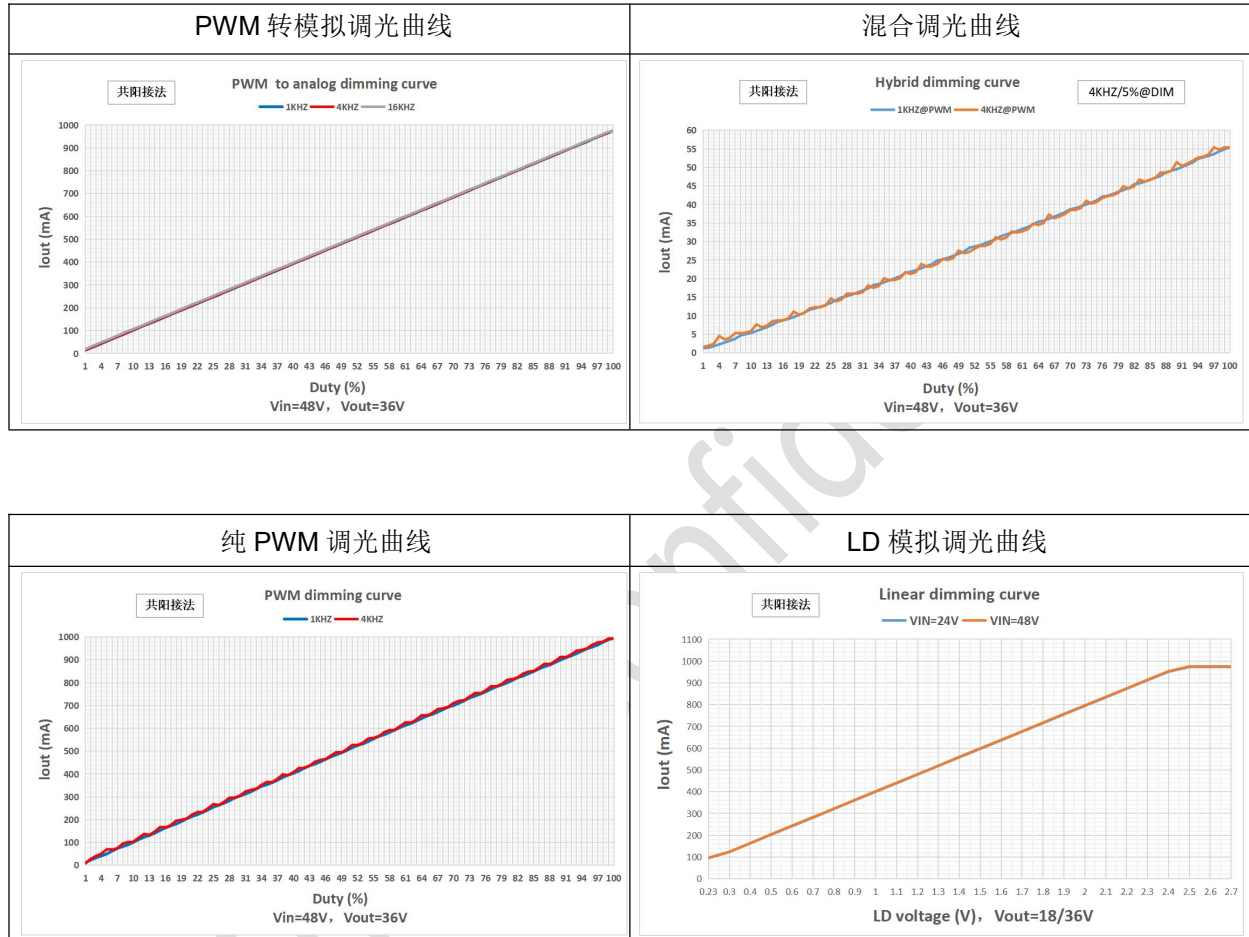 PWM 转模拟调光曲线
混合调光曲线
共阳接法
PWM to analog dimming curve
1KHZ 4KHZ 16KHZ
1000
900
800
700
600
500
400
300
200
100
0
Iout (mA)
1 4 7 10 13 16 19 22 25 28 31 34 37 40 43 46 49 52 55 58 61 64 67 70 73 76 79 82 85 88 91 94 97 100
Duty (%)
Vin=48V，Vout=36V
共阳接法
Hybrid dimming curve
4KHZ/5%@DIM
1KHZ@PWM 4KHZ@PWM
60
55
50
45
40
35
30
25
20
15
10
5
0
Iout (mA)
1 4 7 10 13 16 19 22 25 28 31 34 37 40 43 46 49 52 55 58 61 64 67 70 73 76 79 82 85 88 91 94 97 100
Duty (%)
Vin=48V，Vout=36V
纯 PWM 调光曲线
LD 模拟调光曲线
共阳接法
PWM dimming curve
1KHZ 4KHZ
1000
900
800
700
600
500
400
300
200
100
0
Iout (mA)
1 4 7 10 13 16 19 22 25 28 31 34 37 40 43 46 49 52 55 58 61 64 67 70 73 76 79 82 85 88 91 94 97 100
Duty (%)
Vin=48V，Vout=36V
共阳接法
Linear dimming curve
VIN=24V VIN=48V
1100
1000
900
800
700
600
500
400
300
200
100
0
Iout (mA)
0.23 0.3 0.4 0.5 0.6 0.7 0.8 0.9 1 1.1 1.2 1.3 1.4 1.5 1.6 1.7 1.8 1.9 2 2.1 2.2 2.3 2.4 2.5 2.6 2.7
LD voltage (V)，Vout=18/36V